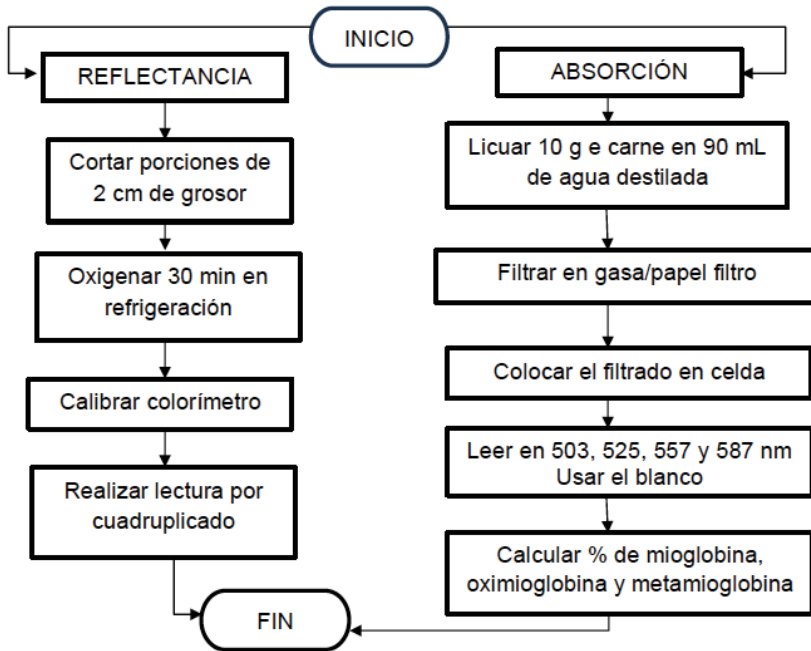 INICIO
REFLECTANCIA
Cortar porciones de
2 cm de grosor
Oxigenar 30 min en
refrigeración
Calibrar colorímetro
Realizar lectura por
cuadruplicado
ABSORCIÓN
Licuar 10 g e carne en 90 mL
de agua destilada
Filtrar en gasa/papel filtro
Colocar el filtrado en celda
Leer en 503, 525, 557 y 587 nm
Usar el blanco
Calcular % de mioglobina,
oximioglobina y metamioglobina
FIN